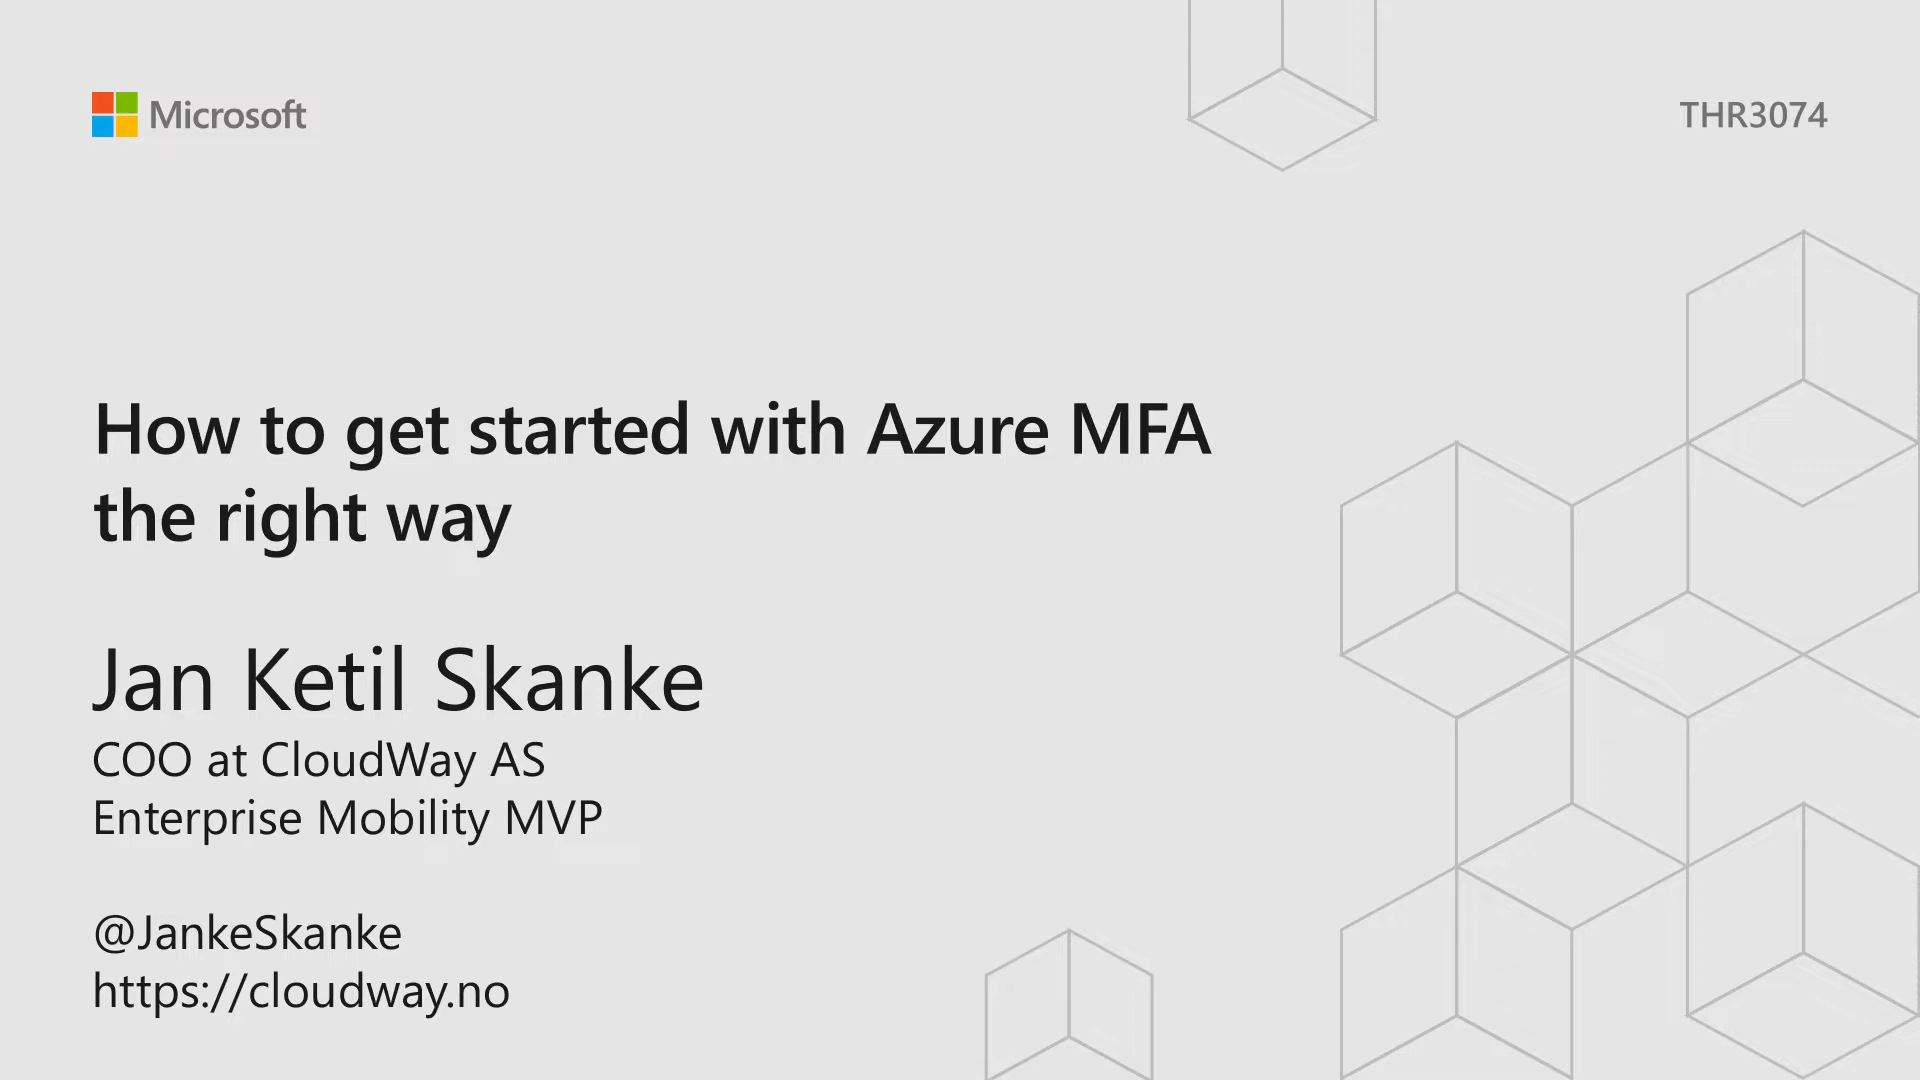 Microsoft
THR3074
How to get started with Azure MFA
the right way
Jan Ketil Skanke
COO at CloudWay AS
Enterprise Mobility MVP
@JankeSkanke
https://cloudway.no